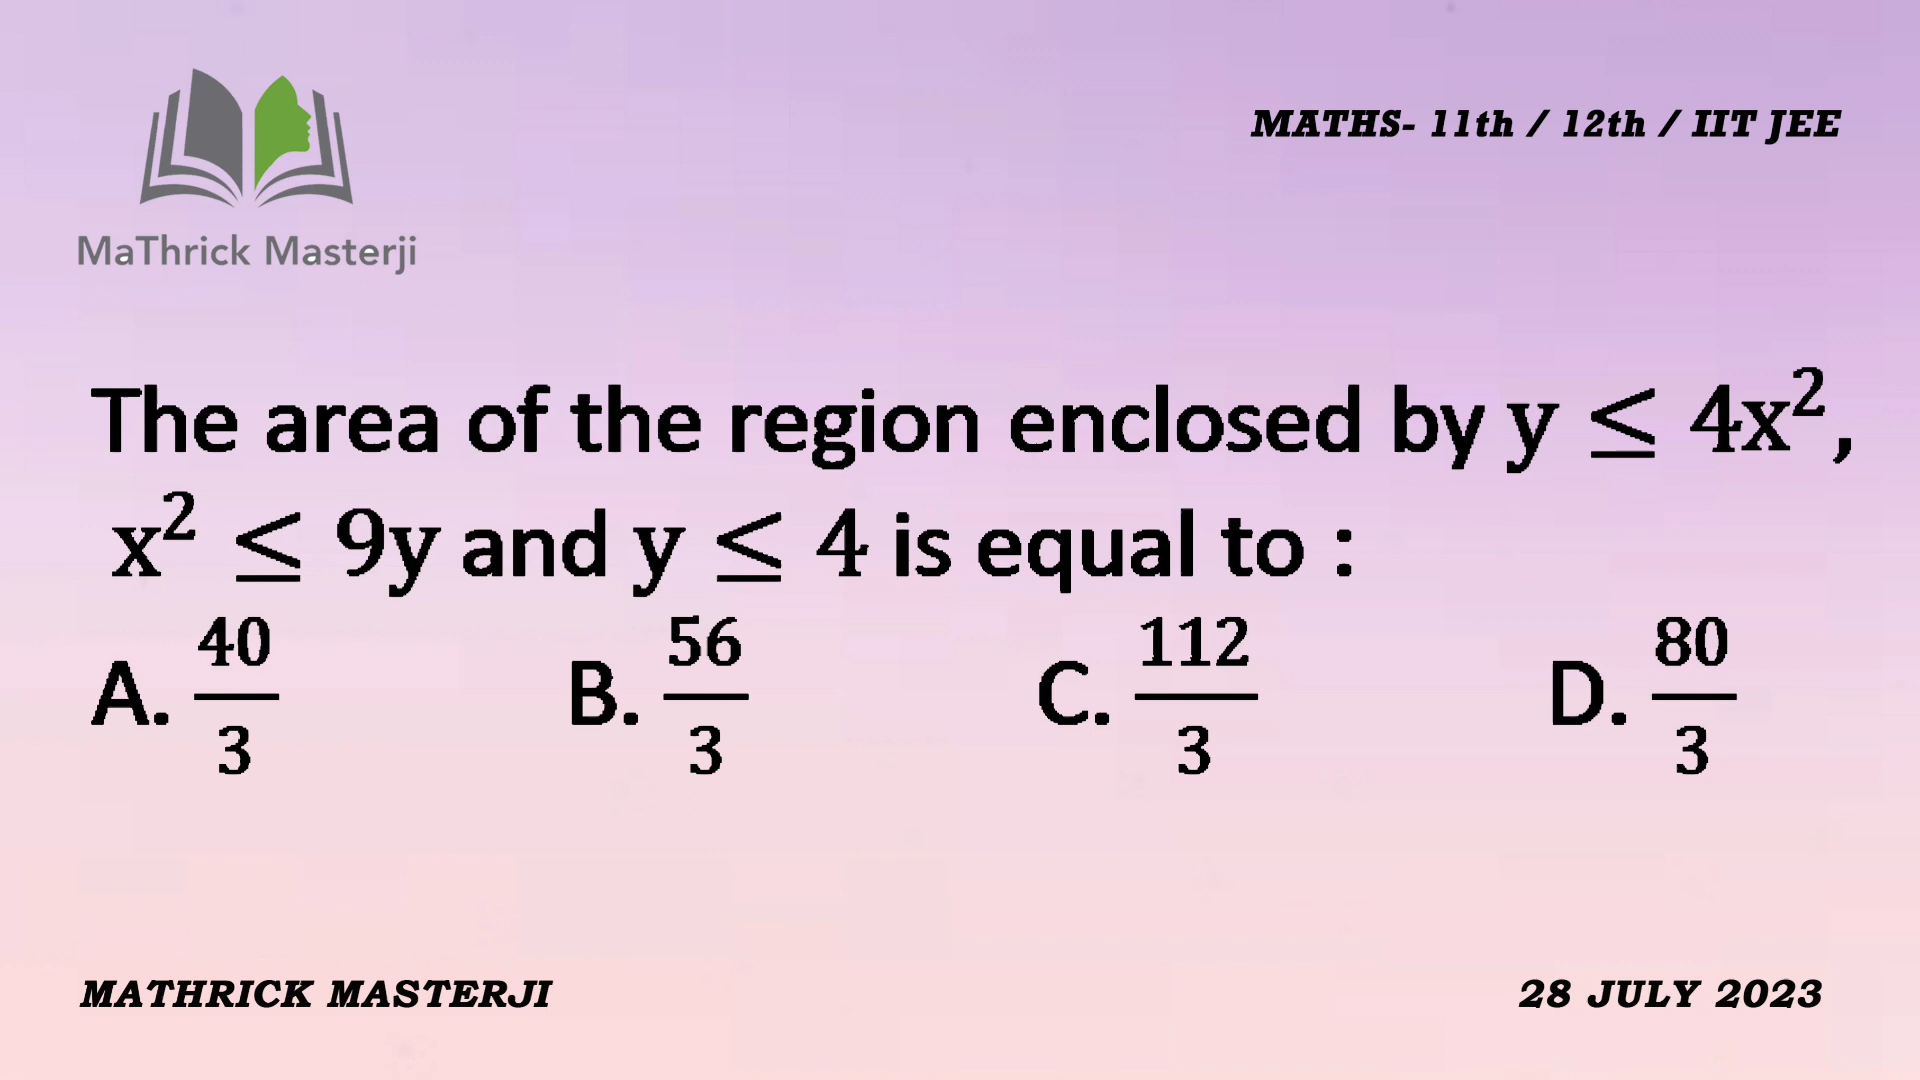 MATHS- 11th / 12th / IIT JEE
MaThrick Masterji
The area of the region enclosed by y ≤ 4x²,
x² ≤ 9y and y ≤ 4 is equal to :
A. 40/3 B. 56/3 C. 112/3 D. 80/3
MATHRICK MASTERJI 28 JULY 2023